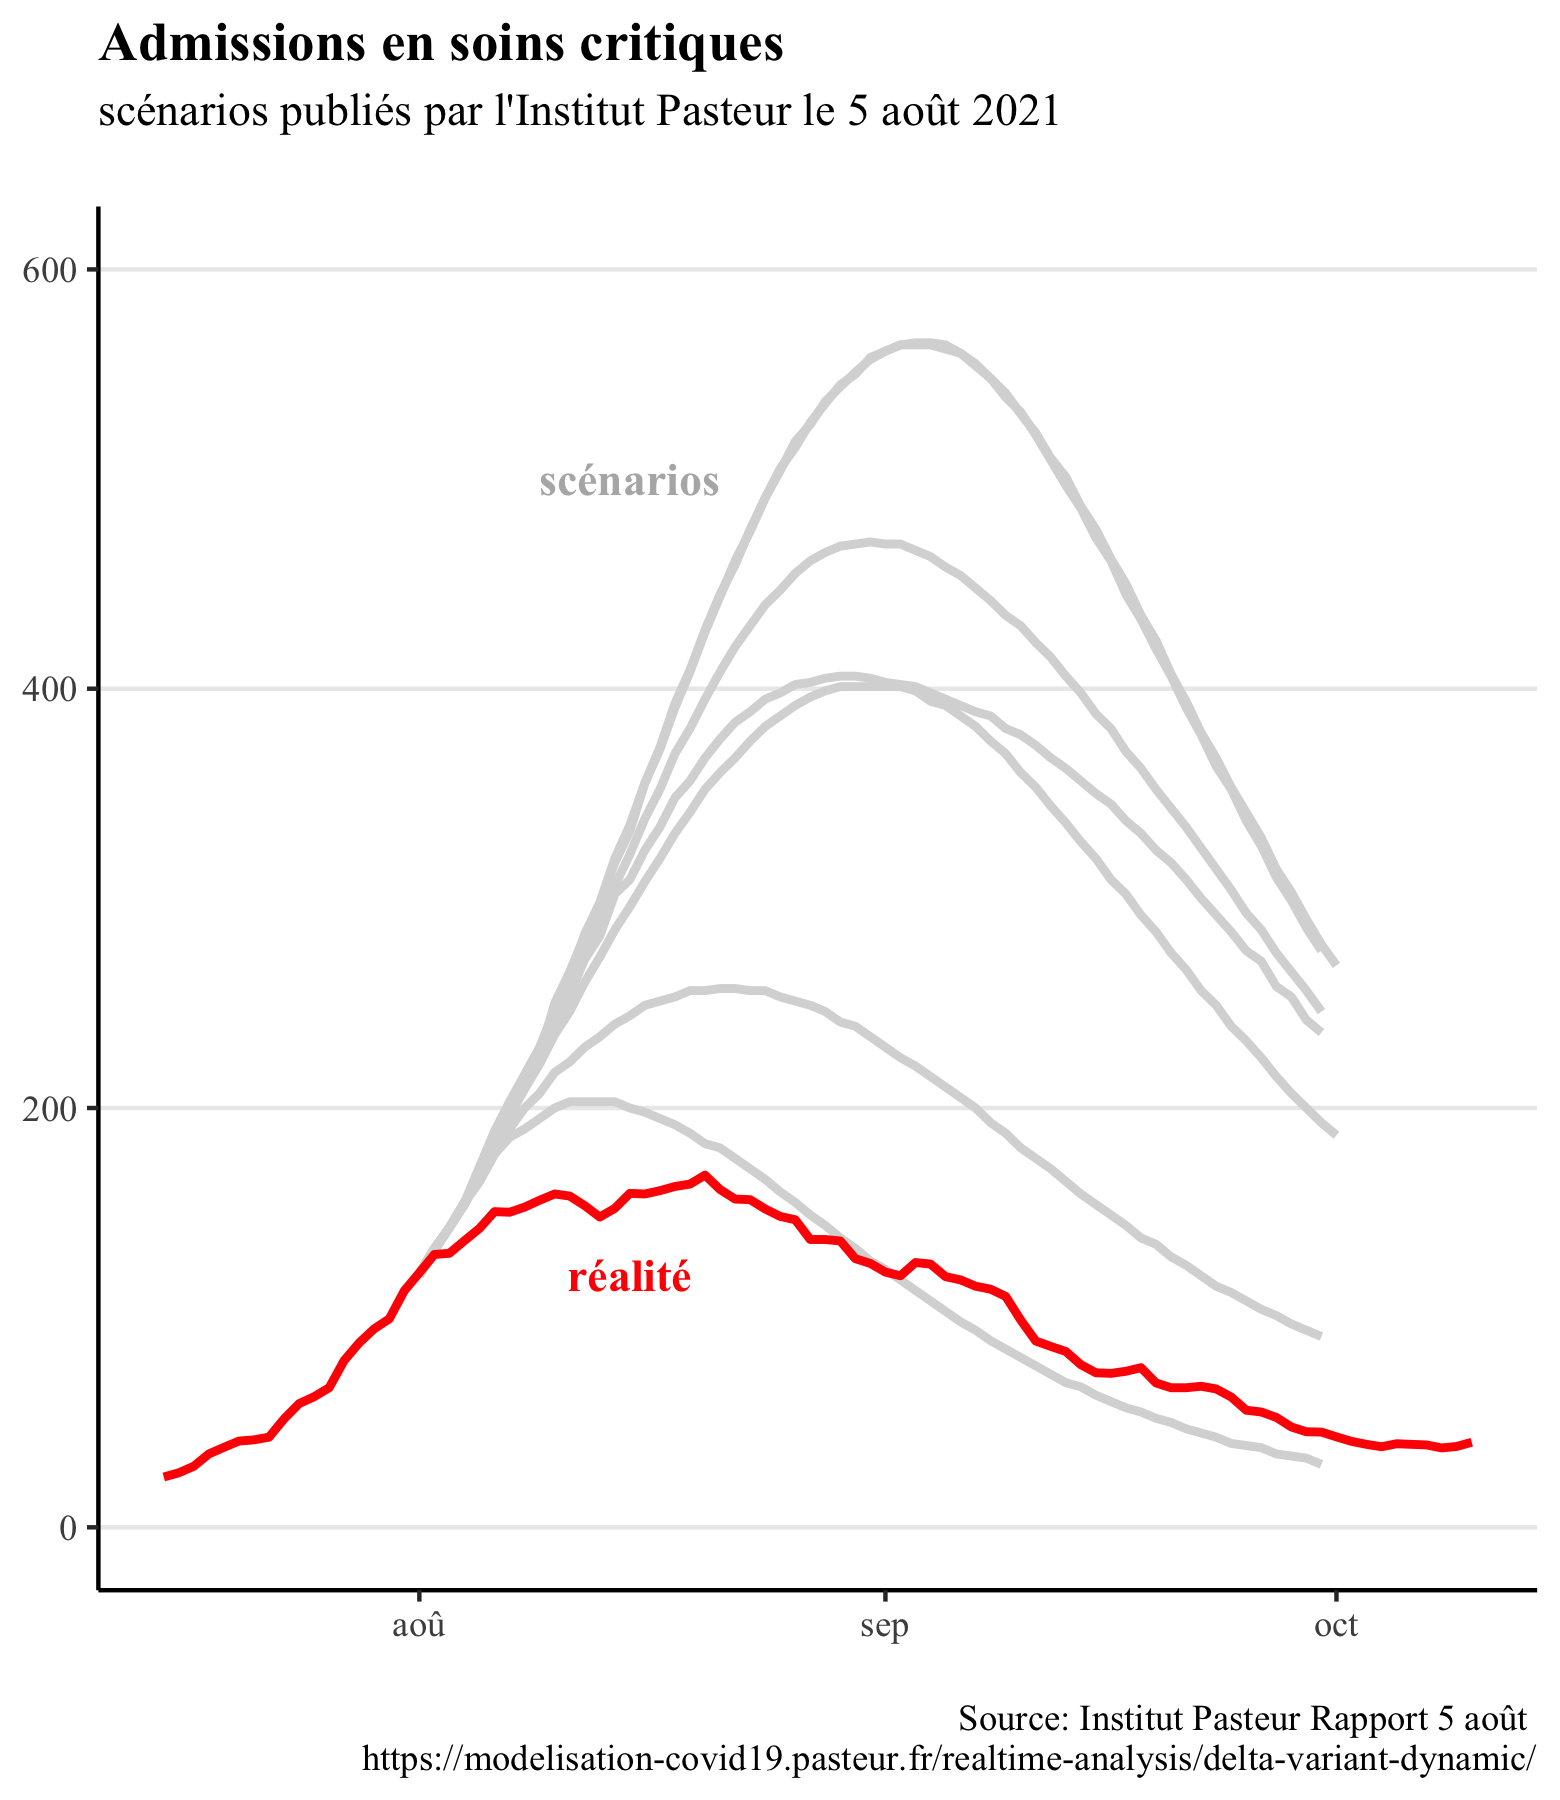 Admissions en soins critiques
scénarios publiés par l'Institut Pasteur le 5 août 2021
600
scénarios
400
200
réalité
0
aoû sep oct
Source: Institut Pasteur Rapport 5 août
https://modelisation-covid19.pasteur.fr/realtime-analysis/delta-variant-dynamic/